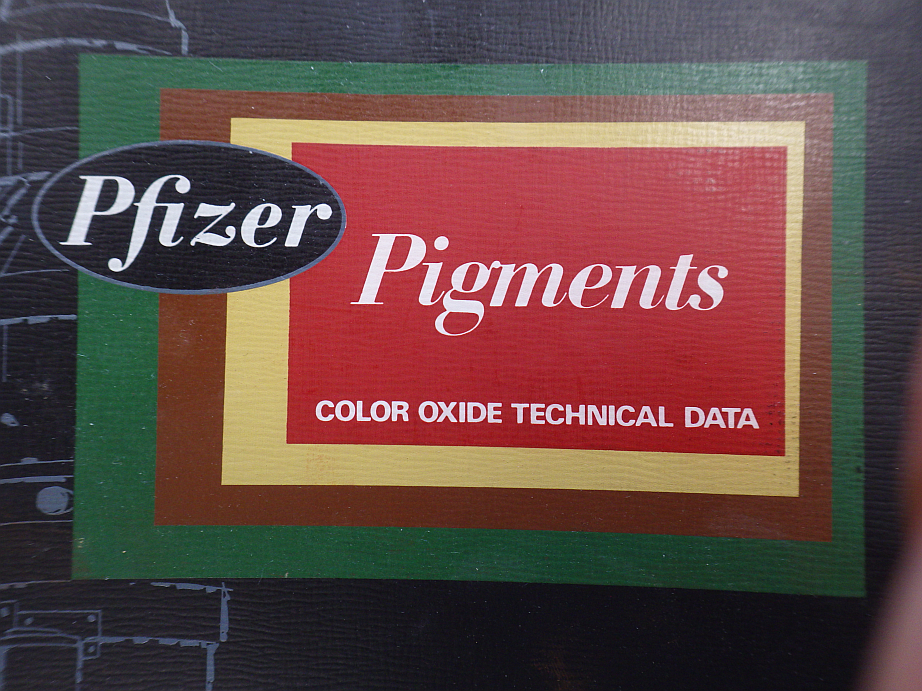 Pfizer
Pigments
COLOR OXIDE TECHNICAL DATA